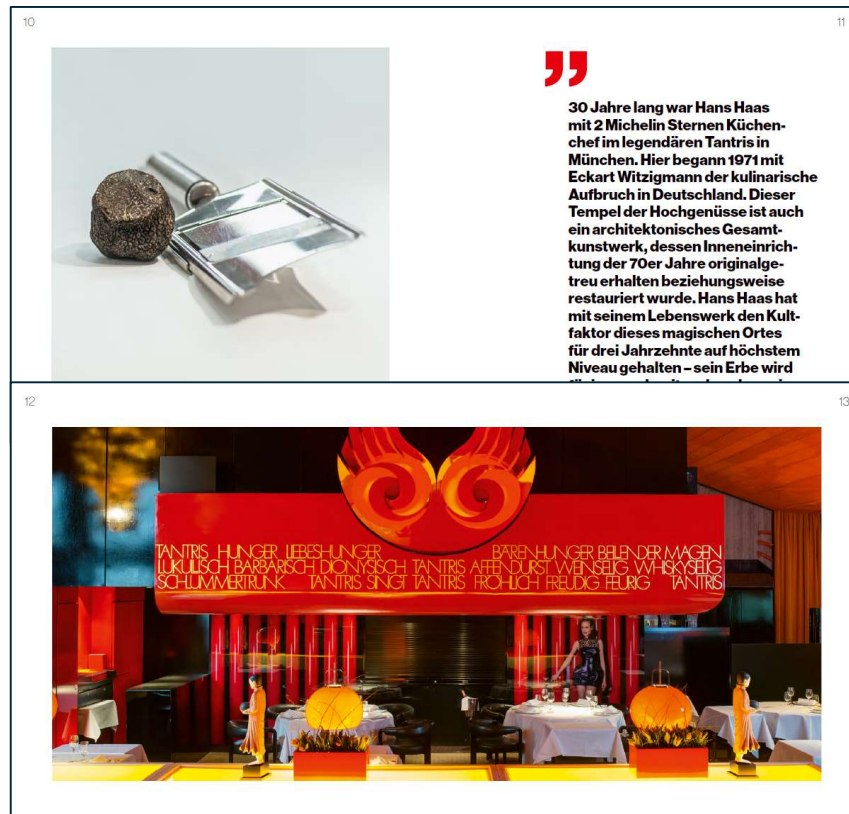 10
11
”
30 Jahre lang war Hans Haas
mit 2 Michelin Sternen Küchen-
chef im legendären Tantris in
München. Hier begann 1971 mit
Eckart Witzigmann der kulinarische
Aufbruch in Deutschland. Dieser
Tempel der Hochgenüsse ist auch
ein architektonisches Gesamt-
kunstwerk, dessen Inneneinrich-
tung der 70er Jahre originalge-
treu erhalten beziehungsweise
restauriert wurde. Hans Haas hat
mit seinem Lebenswerk den Kult-
faktor dieses magischen Ortes
für drei Jahrzehnte auf höchstem
Niveau gehalten – sein Erbe wird
12
13
TANTRIS HUNGER LIEBESHUNGER BÄRENHUNGER BELLENDER MAGEN
LUKULLISCH BARBARISCH DIONYSISCH TANTRIS AFFENDURST WEINSELIG WHISKYSELIG
SCHLUMMERTRUNK TANTRIS SINGT TANTRIS FRÖHLICH FREUDIG FEURIG TANTRIS